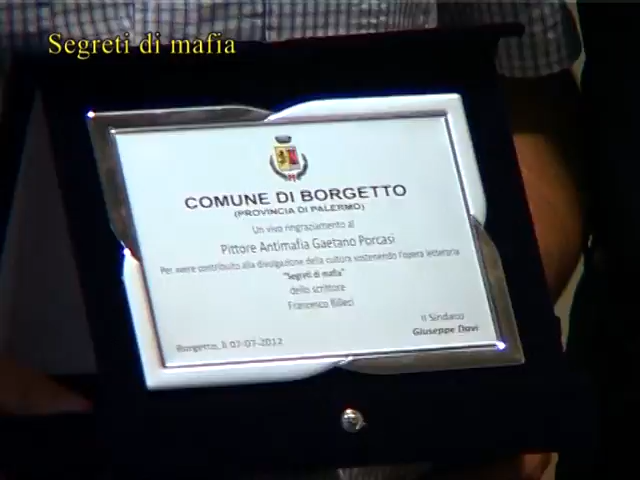 Segreti di mafia
COMUNE DI BORGETTO
(PROVINCIA DI PALERMO)
Un vivo ringraziamento al
Pittore Antimafia Gaetano Porcasi
Per avere contribuito alla divulgazione della cultura sostenendo l'opera letteraria
"Segreti di mafia"
dello scrittore
Francesco Billeci
Il Sindaco
Giuseppe Davì
Borgetto, lì 07-07-2012